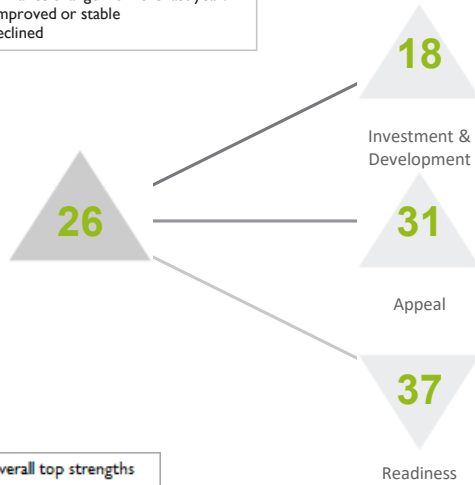 mproved or stable
eclined
18
Investment &
Development
26
31
Appeal
37
Readiness
verall top strengths